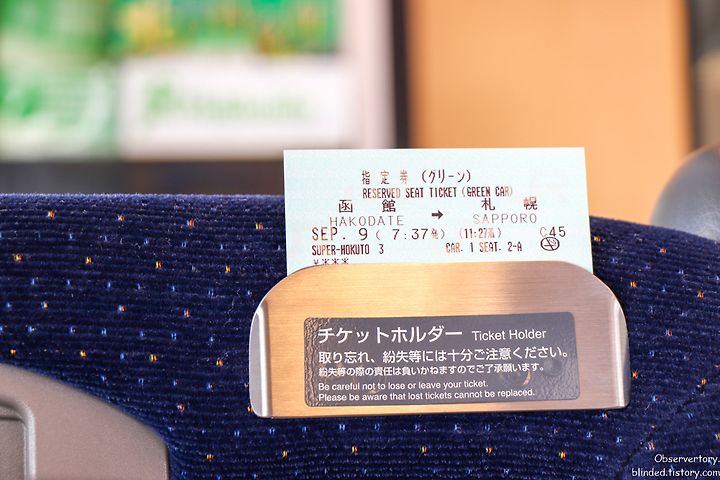 指定券 (グリーン)
RESERVED SEAT TICKET (GREEN CAR)
函館 → 札幌
HAKODATE SAPPORO
SEP. 9 ( 7:37発) (11:27着) C45
SUPER-HOKUTO 3 CAR. 1 SEAT. 2-A
¥***
チケットホルダー Ticket Holder
取り忘れ、紛失等には十分ご注意ください。
紛失等の際の責任は負いかねますのでご了承願います。
Be careful not to lose or leave your ticket.
Please be aware that lost tickets cannot be replaced.
Observertory.
blinded.tistory.com